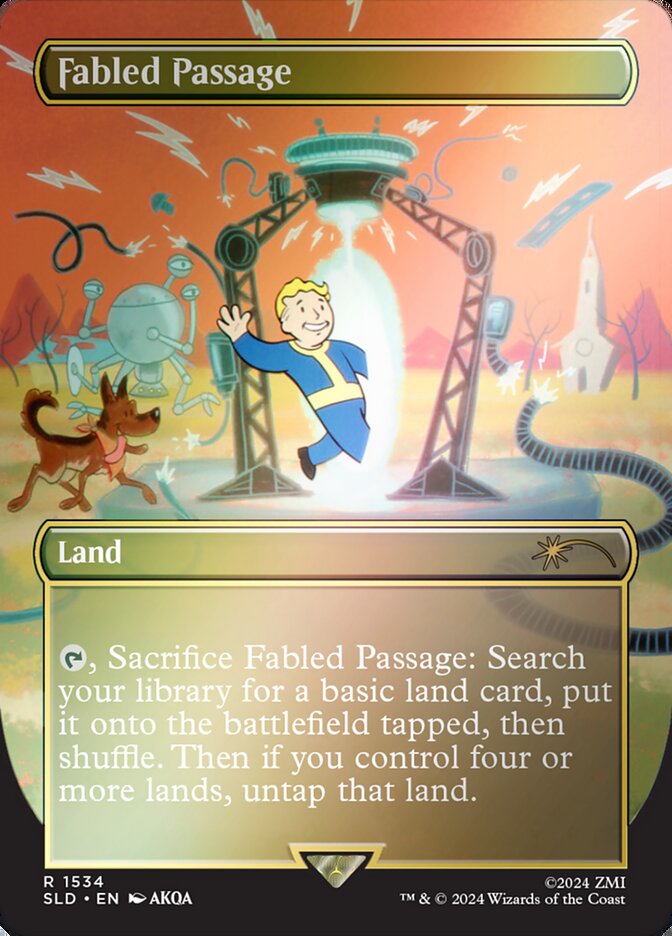 Fabled Passage
Land
, Sacrifice Fabled Passage: Search
your library for a basic land card, put
it onto the battlefield tapped, then
shuffle. Then if you control four or
more lands, untap that land.
R 1534
SLD • EN AKQA
©2024 ZMI
™ & © 2024 Wizards of the Coast